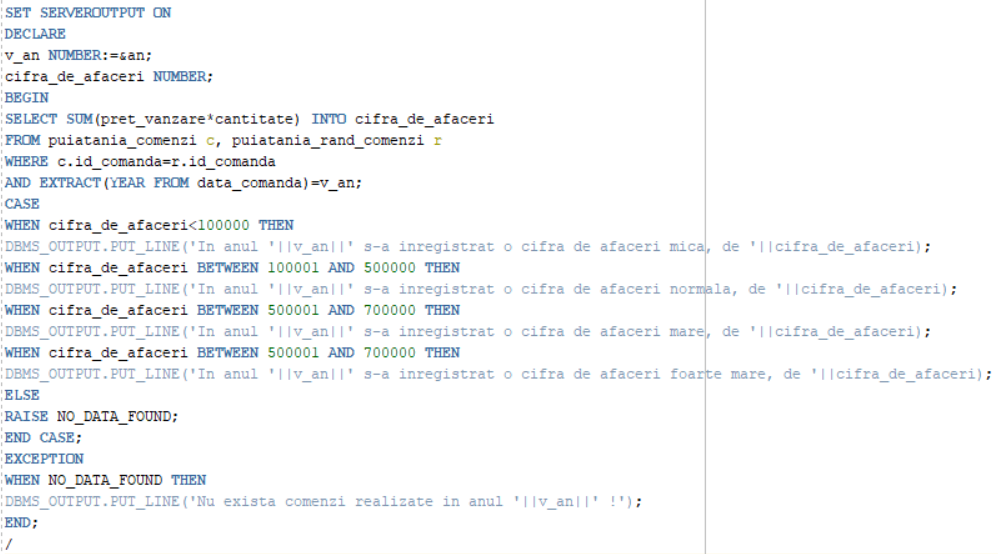 SET SERVEROUTPUT ON
DECLARE
v_an NUMBER:=&an;
cifra_de_afaceri NUMBER;
BEGIN
SELECT SUM(pret_vanzare*cantitate) INTO cifra_de_afaceri
FROM puiatania_comenzi c, puiatania_rand_comenzi r
WHERE c.id_comanda=r.id_comanda
AND EXTRACT(YEAR FROM data_comanda)=v_an;
CASE
WHEN cifra_de_afaceri<100000 THEN
DBMS_OUTPUT.PUT_LINE('In anul '||v_an||' s-a inregistrat o cifra de afaceri mica, de '||cifra_de_afaceri);
WHEN cifra_de_afaceri BETWEEN 100001 AND 500000 THEN
DBMS_OUTPUT.PUT_LINE('In anul '||v_an||' s-a inregistrat o cifra de afaceri normala, de '||cifra_de_afaceri);
WHEN cifra_de_afaceri BETWEEN 500001 AND 700000 THEN
DBMS_OUTPUT.PUT_LINE('In anul '||v_an||' s-a inregistrat o cifra de afaceri mare, de '||cifra_de_afaceri);
WHEN cifra_de_afaceri BETWEEN 500001 AND 700000 THEN
DBMS_OUTPUT.PUT_LINE('In anul '||v_an||' s-a inregistrat o cifra de afaceri foarte mare, de '||cifra_de_afaceri);
ELSE
RAISE NO_DATA_FOUND;
END CASE;
EXCEPTION
WHEN NO_DATA_FOUND THEN
DBMS_OUTPUT.PUT_LINE('Nu exista comenzi realizate in anul '||v_an||' !');
END;
/